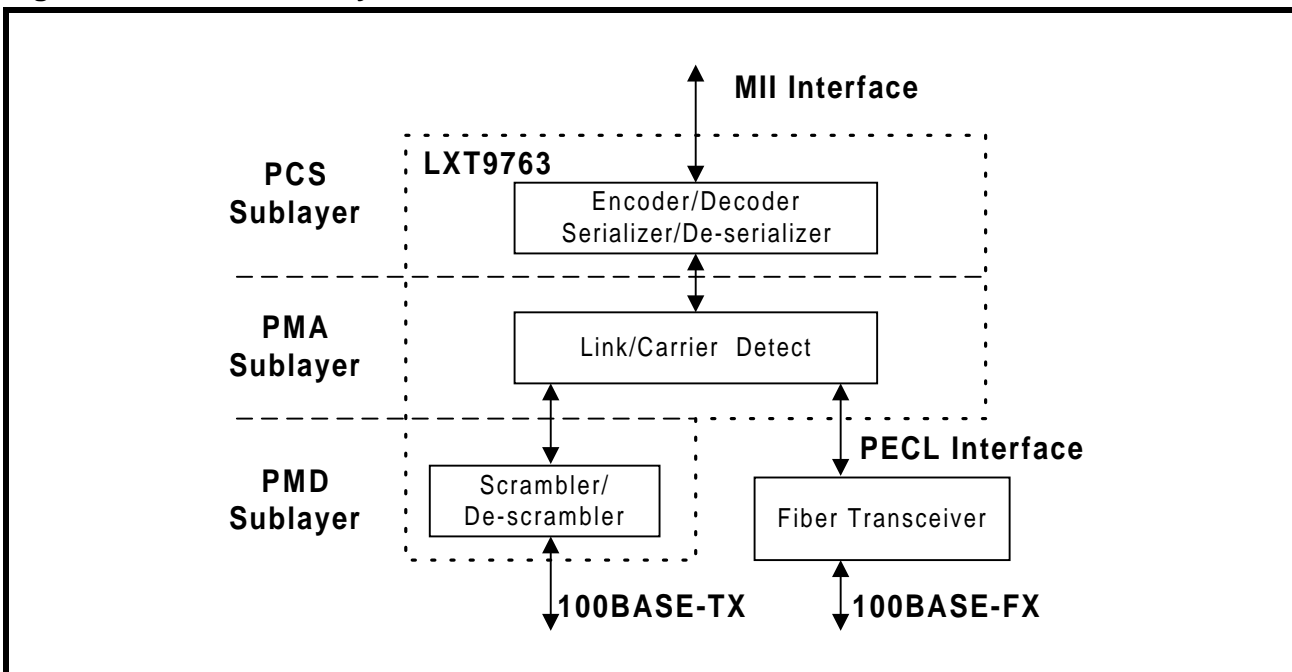 MII Interface
LXT9763
PCS
Sublayer
Encoder/Decoder
Serializer/De-serializer
PMA
Sublayer
Link/Carrier Detect
PECL Interface
PMD
Sublayer
Scrambler/
De-scrambler
Fiber Transceiver
100BASE-TX
100BASE-FX